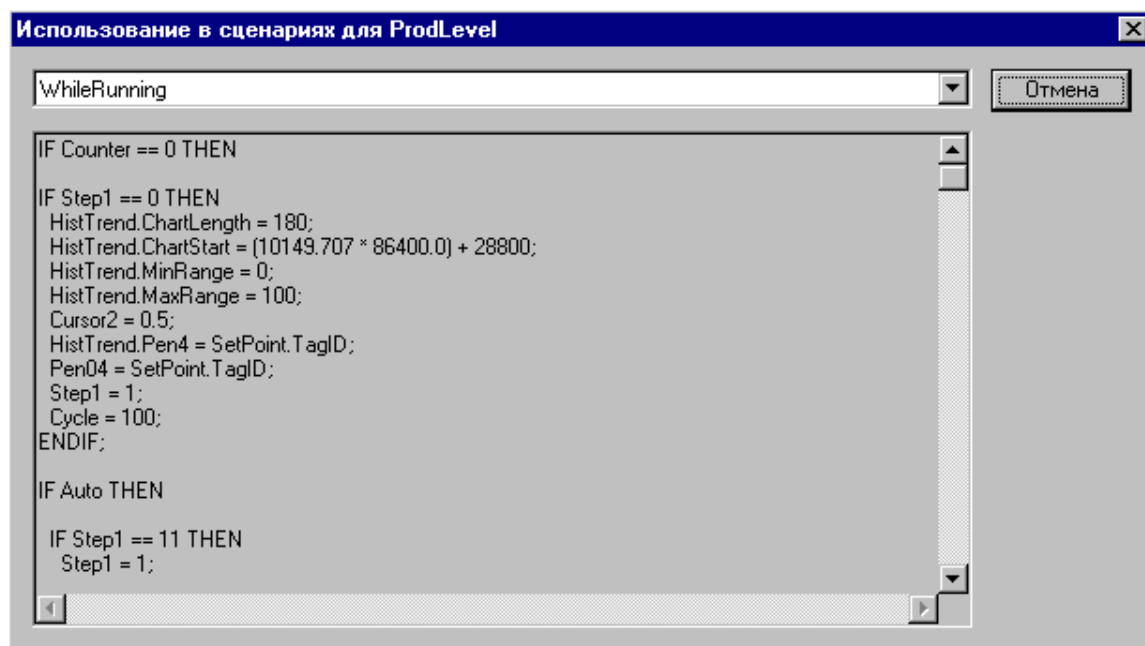 Использование в сценариях для ProdLevel
WhileRunning
Отмена
IF Counter == 0 THEN
IF Step1 == 0 THEN
HistTrend.ChartLength = 180;
HistTrend.ChartStart = (10149.707 * 86400.0) + 28800;
HistTrend.MinRange = 0;
HistTrend.MaxRange = 100;
Cursor2 = 0.5;
HistTrend.Pen4 = SetPoint.TagID;
Pen04 = SetPoint.TagID;
Step1 = 1;
Cycle = 100;
ENDIF;
IF Auto THEN
IF Step1 == 11 THEN
Step1 = 1;